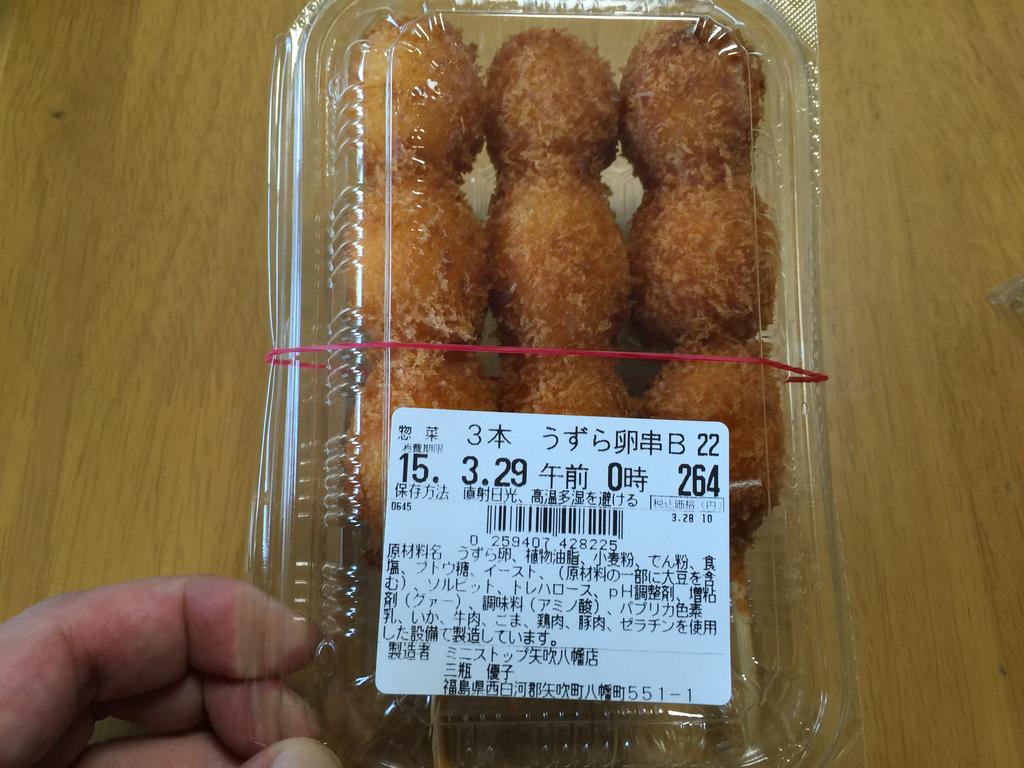 惣菜 3本 うずら卵串B 22
消費期限
15. 3.29 午前 0時 264
保存方法 直射日光、高温多湿を避ける 税込価格(円)
0645 3.28 10
0 259407 428225
原材料名 うずら卵、植物油脂、小麦粉、でん粉、食
塩、ブドウ糖、イースト、(原材料の一部に大豆を含
む)、ソルビット、トレハロース、pH調整剤、増粘
剤(グァー)、調味料(アミノ酸)、パプリカ色素
乳、いか、牛肉、ごま、鶏肉、豚肉、ゼラチンを使用
した設備で製造しています。
製造者 ミニストップ矢吹八幡店
三瓶 優子
福島県西白河郡矢吹町八幡町551-1